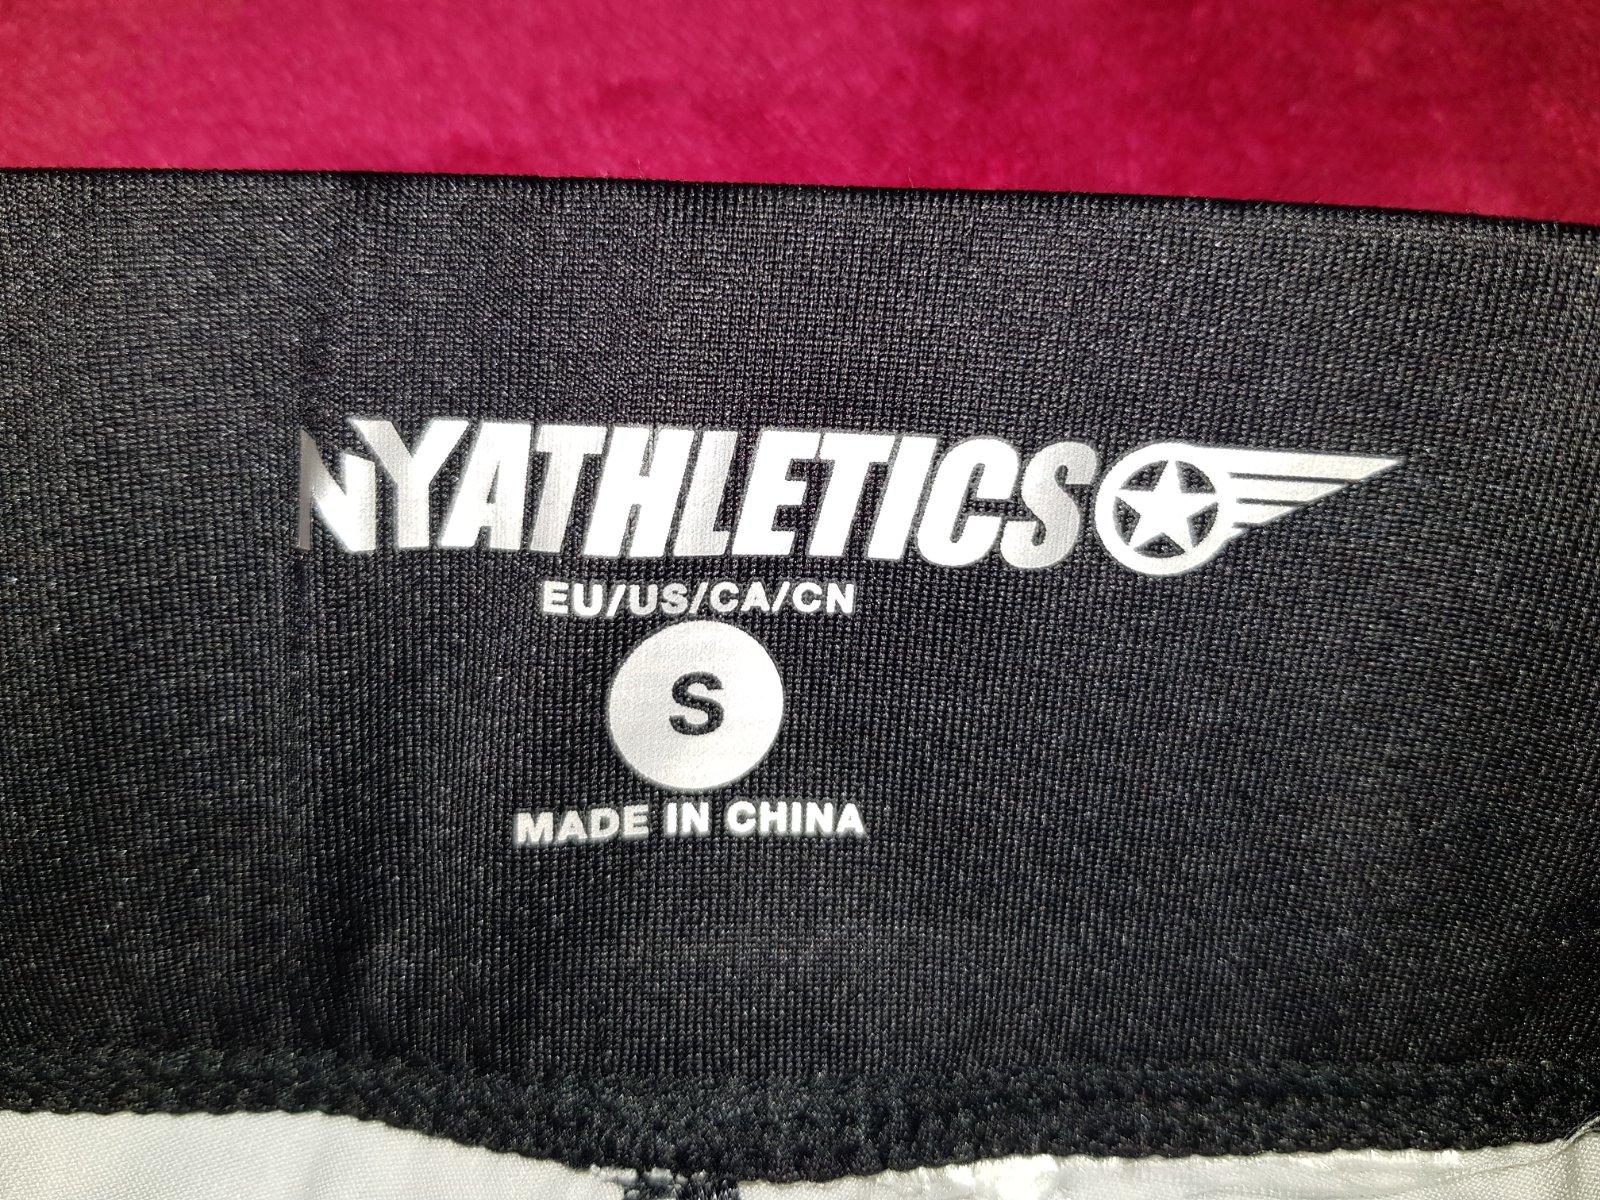 NYATHLETICS
EU/US/CA/CN
S
MADE IN CHINA